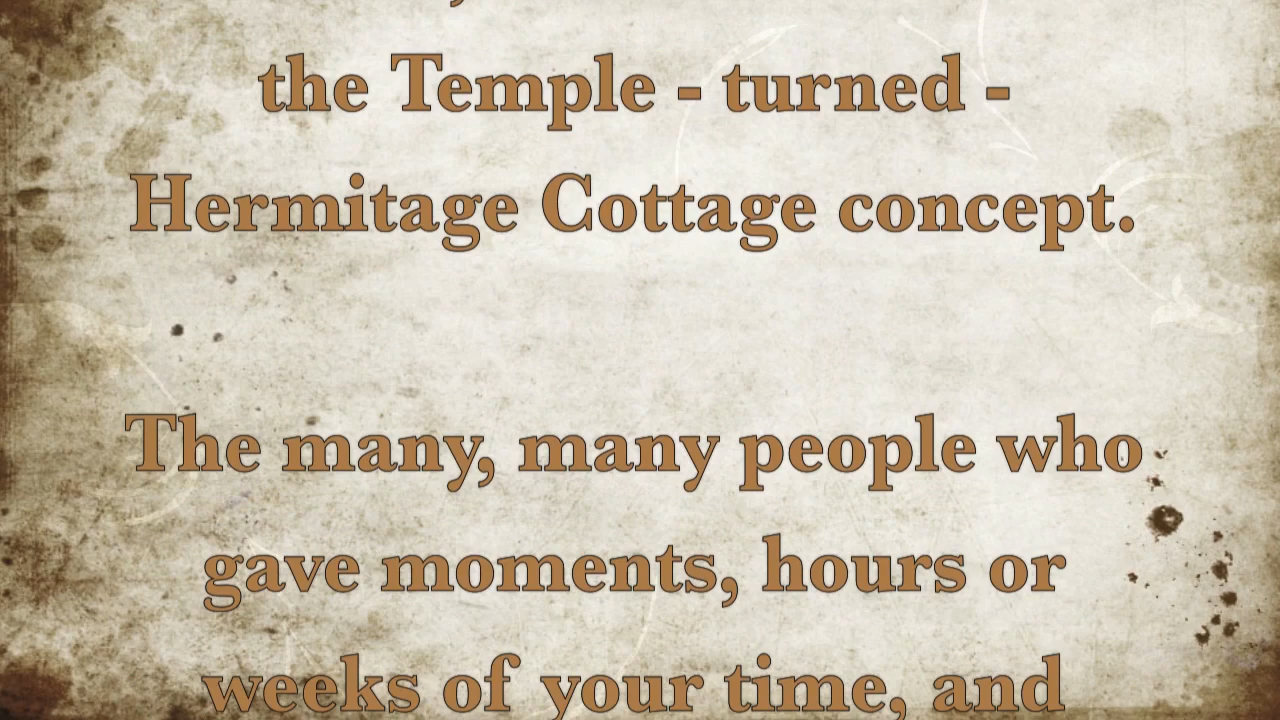 the Temple - turned -
Hermitage Cottage concept.
The many, many people who
gave moments, hours or
weeks of your time, and